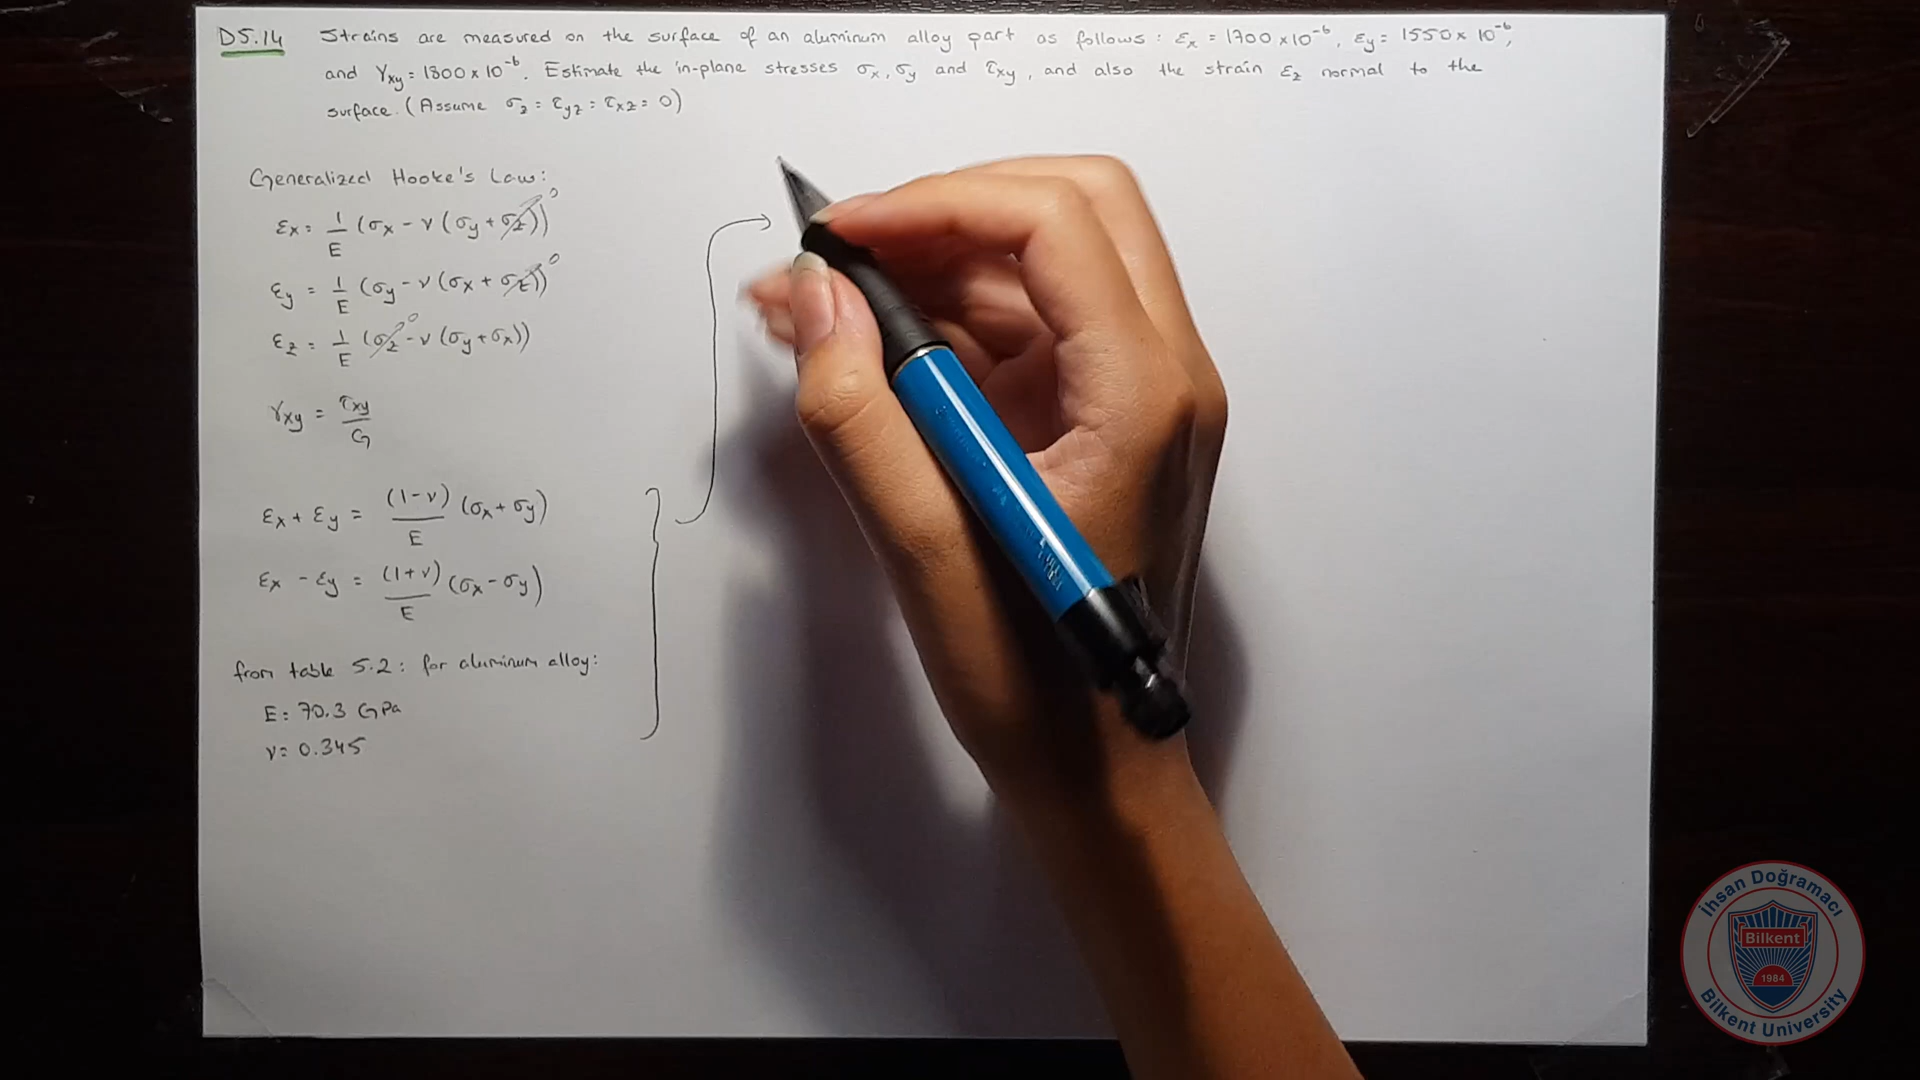 D5.14 Strains are measured on the surface of an aluminum alloy part as follows: εx = 1700 x 10⁻⁶, εy = 1550 x 10⁻⁶,
and γxy = 1800 x 10⁻⁶. Estimate the in-plane stresses σx, σy and τxy, and also the strain εz normal to the
surface. (Assume σz = τyz = τxz = 0)
Generalized Hooke's Law:
εx = 1/E (σx - ν (σy + σz)) 0
εy = 1/E (σy - ν (σx + σz)) 0
εz = 1/E (σz 0 - ν (σy + σx))
γxy = τxy/G
εx + εy = (1-ν)/E (σx + σy)
εx - εy = (1+ν)/E (σx - σy)
from table 5.2: for aluminum alloy:
E = 70.3 GPa
ν = 0.345
İhsan Doğramacı
Bilkent
1984
Bilkent University